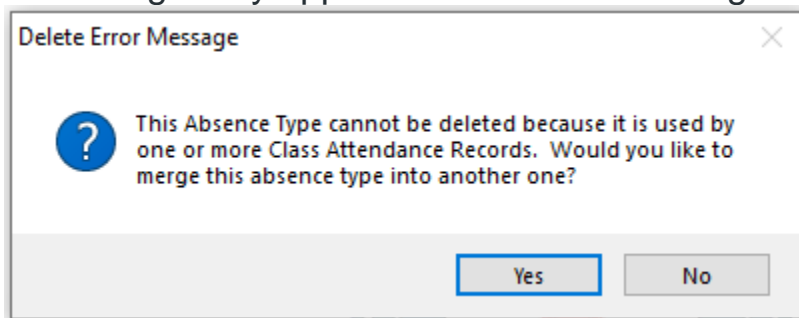 Delete Error Message
This Absence Type cannot be deleted because it is used by
one or more Class Attendance Records.  Would you like to
merge this absence type into another one?
Yes No